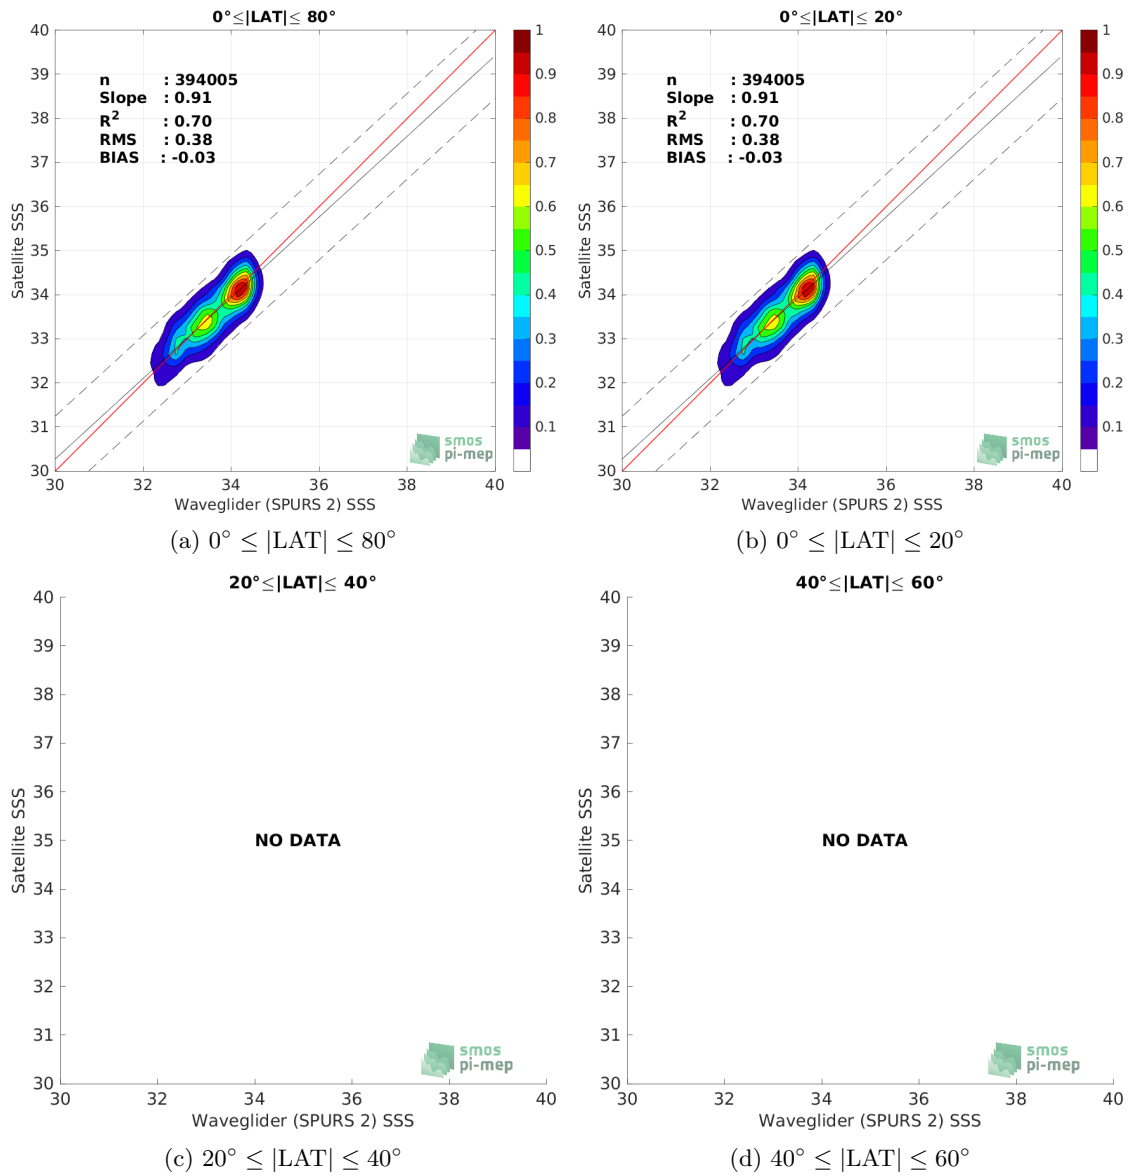 0°≤|LAT|≤ 80°
40
39
38
37
36
35
34
33
32
31
30
30 32 34 36 38 40
Satellite SSS
Waveglider (SPURS 2) SSS
n : 394005
Slope : 0.91
R² : 0.70
RMS : 0.38
BIAS : -0.03
1
0.9
0.8
0.7
0.6
0.5
0.4
0.3
0.2
0.1
smos
pi-mep
(a) 0° ≤ |LAT| ≤ 80°
0°≤|LAT|≤ 20°
40
39
38
37
36
35
34
33
32
31
30
30 32 34 36 38 40
Satellite SSS
Waveglider (SPURS 2) SSS
n : 394005
Slope : 0.91
R² : 0.70
RMS : 0.38
BIAS : -0.03
1
0.9
0.8
0.7
0.6
0.5
0.4
0.3
0.2
0.1
smos
pi-mep
(b) 0° ≤ |LAT| ≤ 20°
20°≤|LAT|≤ 40°
40
39
38
37
36
35
34
33
32
31
30
30 32 34 36 38 40
Satellite SSS
Waveglider (SPURS 2) SSS
NO DATA
smos
pi-mep
(c) 20° ≤ |LAT| ≤ 40°
40°≤|LAT|≤ 60°
40
39
38
37
36
35
34
33
32
31
30
30 32 34 36 38 40
Satellite SSS
Waveglider (SPURS 2) SSS
NO DATA
smos
pi-mep
(d) 40° ≤ |LAT| ≤ 60°